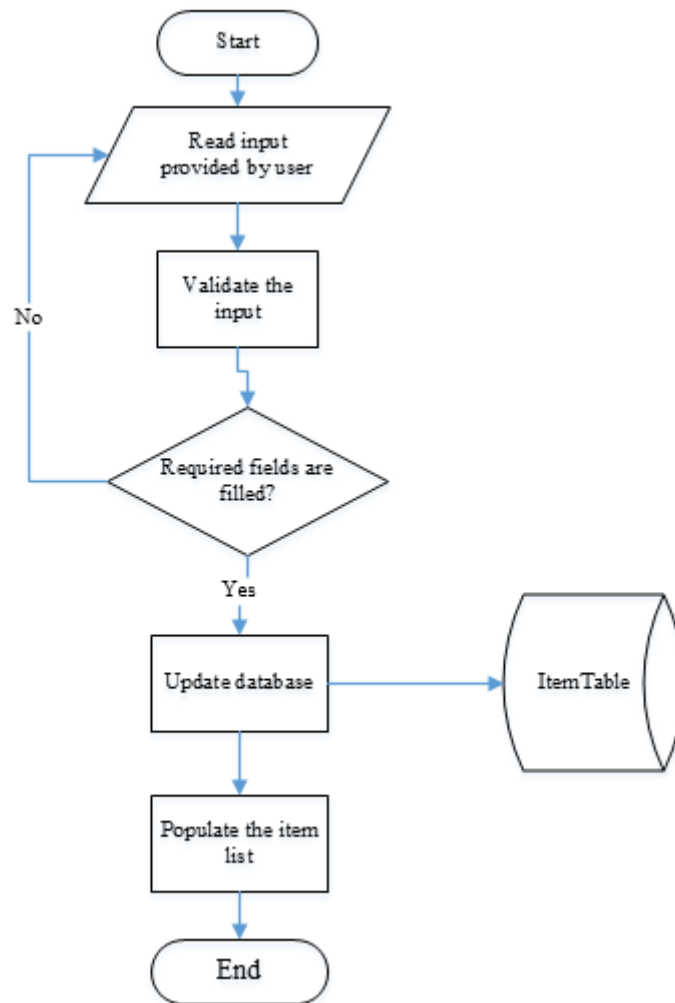 Start
Read input
provided by user
Validate the
input
No
Required fields are
filled?
Yes
Update database
ItemTable
Populate the item
list
End